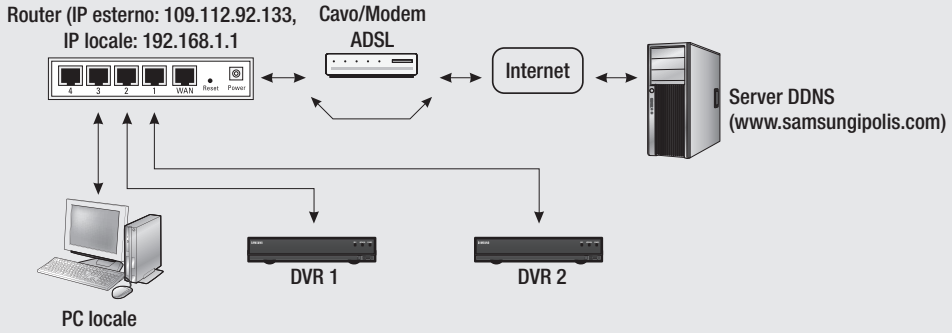 Router (IP esterno: 109.112.92.133,
IP locale: 192.168.1.1
Cavo/Modem
ADSL
4 3 2 1 WAN Reset Power
Internet
Server DDNS
(www.samsungipolis.com)
DVR 1
DVR 2
PC locale